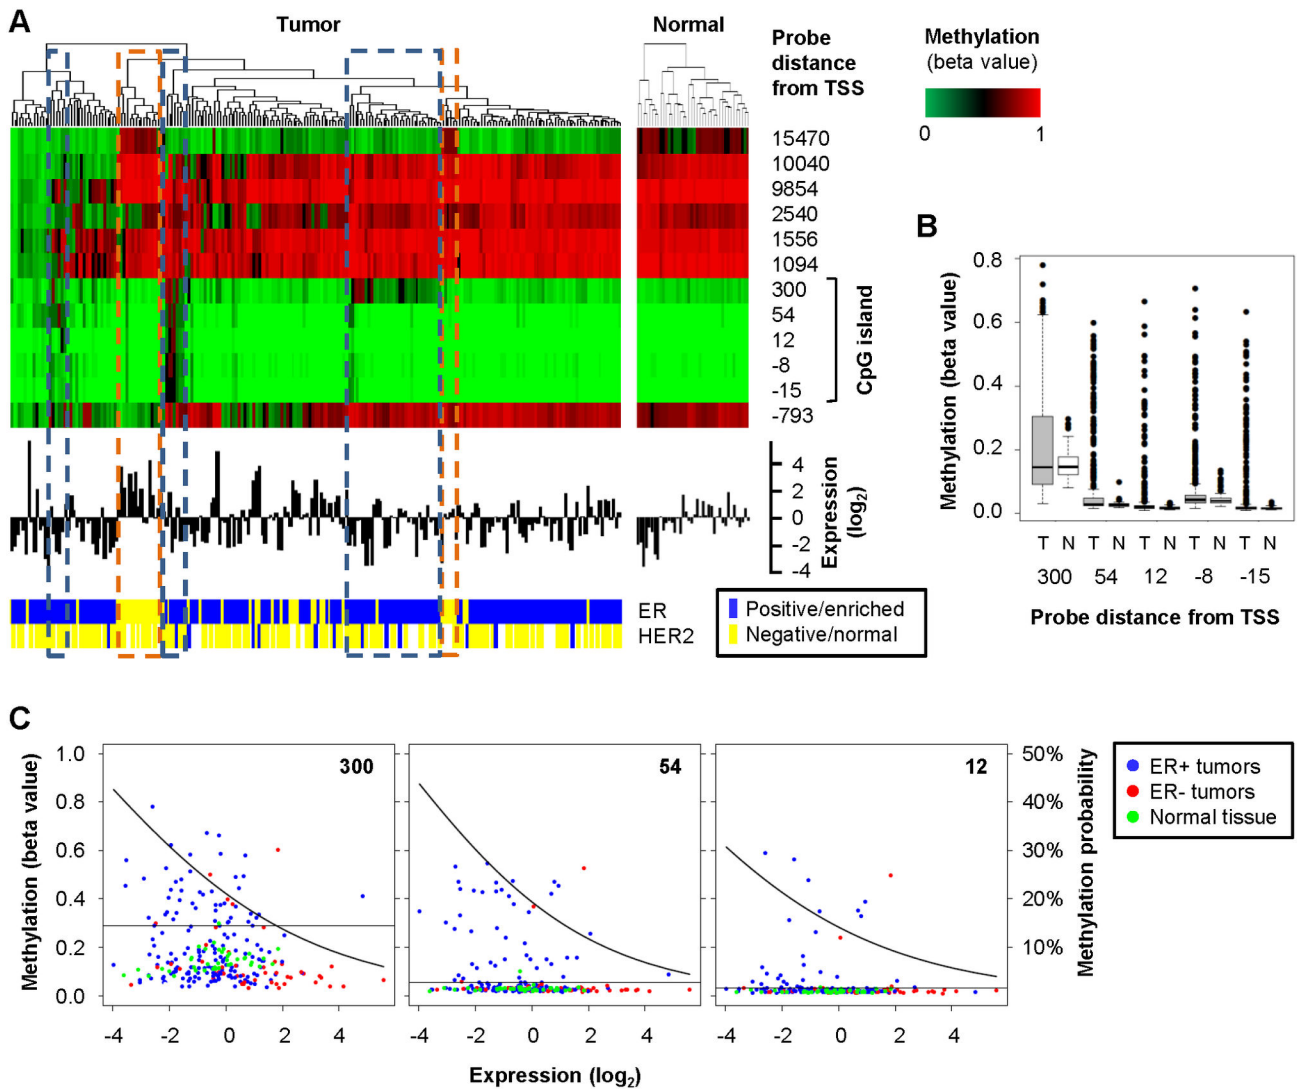 A
Tumor
Normal
Probe
distance
from TSS
Methylation
(beta value)
0 1
15470
10040
9854
2540
1556
1094
300
54
12
-8
-15
-793
CpG island
4
2
0
-2
-4
Expression
(log2)
ER
HER2
Positive/enriched
Negative/normal
B
Methylation (beta value)
0.8
0.6
0.4
0.2
0.0
T N T N T N T N T N
300 54 12 -8 -15
Probe distance from TSS
C
Methylation (beta value)
1.0
0.8
0.6
0.4
0.2
0.0
300
54
12
50%
40%
30%
20%
10%
Methylation probability
-4 -2 0 2 4 -4 -2 0 2 4 -4 -2 0 2 4
Expression (log2)
ER+ tumors
ER- tumors
Normal tissue